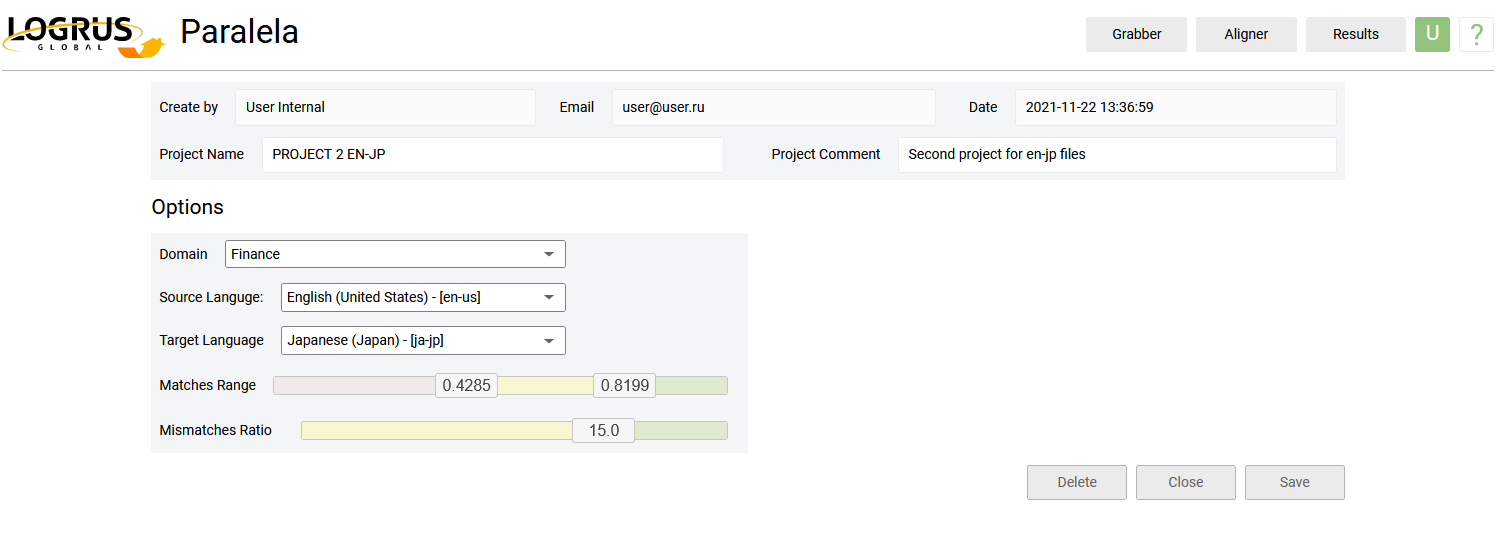 LOGRUS
GLOBAL
Paralela
Grabber
Aligner
Results
U
?
Create by
User Internal
Email
user@user.ru
Date
2021-11-22 13:36:59
Project Name
PROJECT 2 EN-JP
Project Comment
Second project for en-jp files
Options
Domain
Finance
Source Languge:
English (United States) - [en-us]
Target Language
Japanese (Japan) - [ja-jp]
Matches Range
0.4285
0.8199
Mismatches Ratio
15.0
Delete
Close
Save